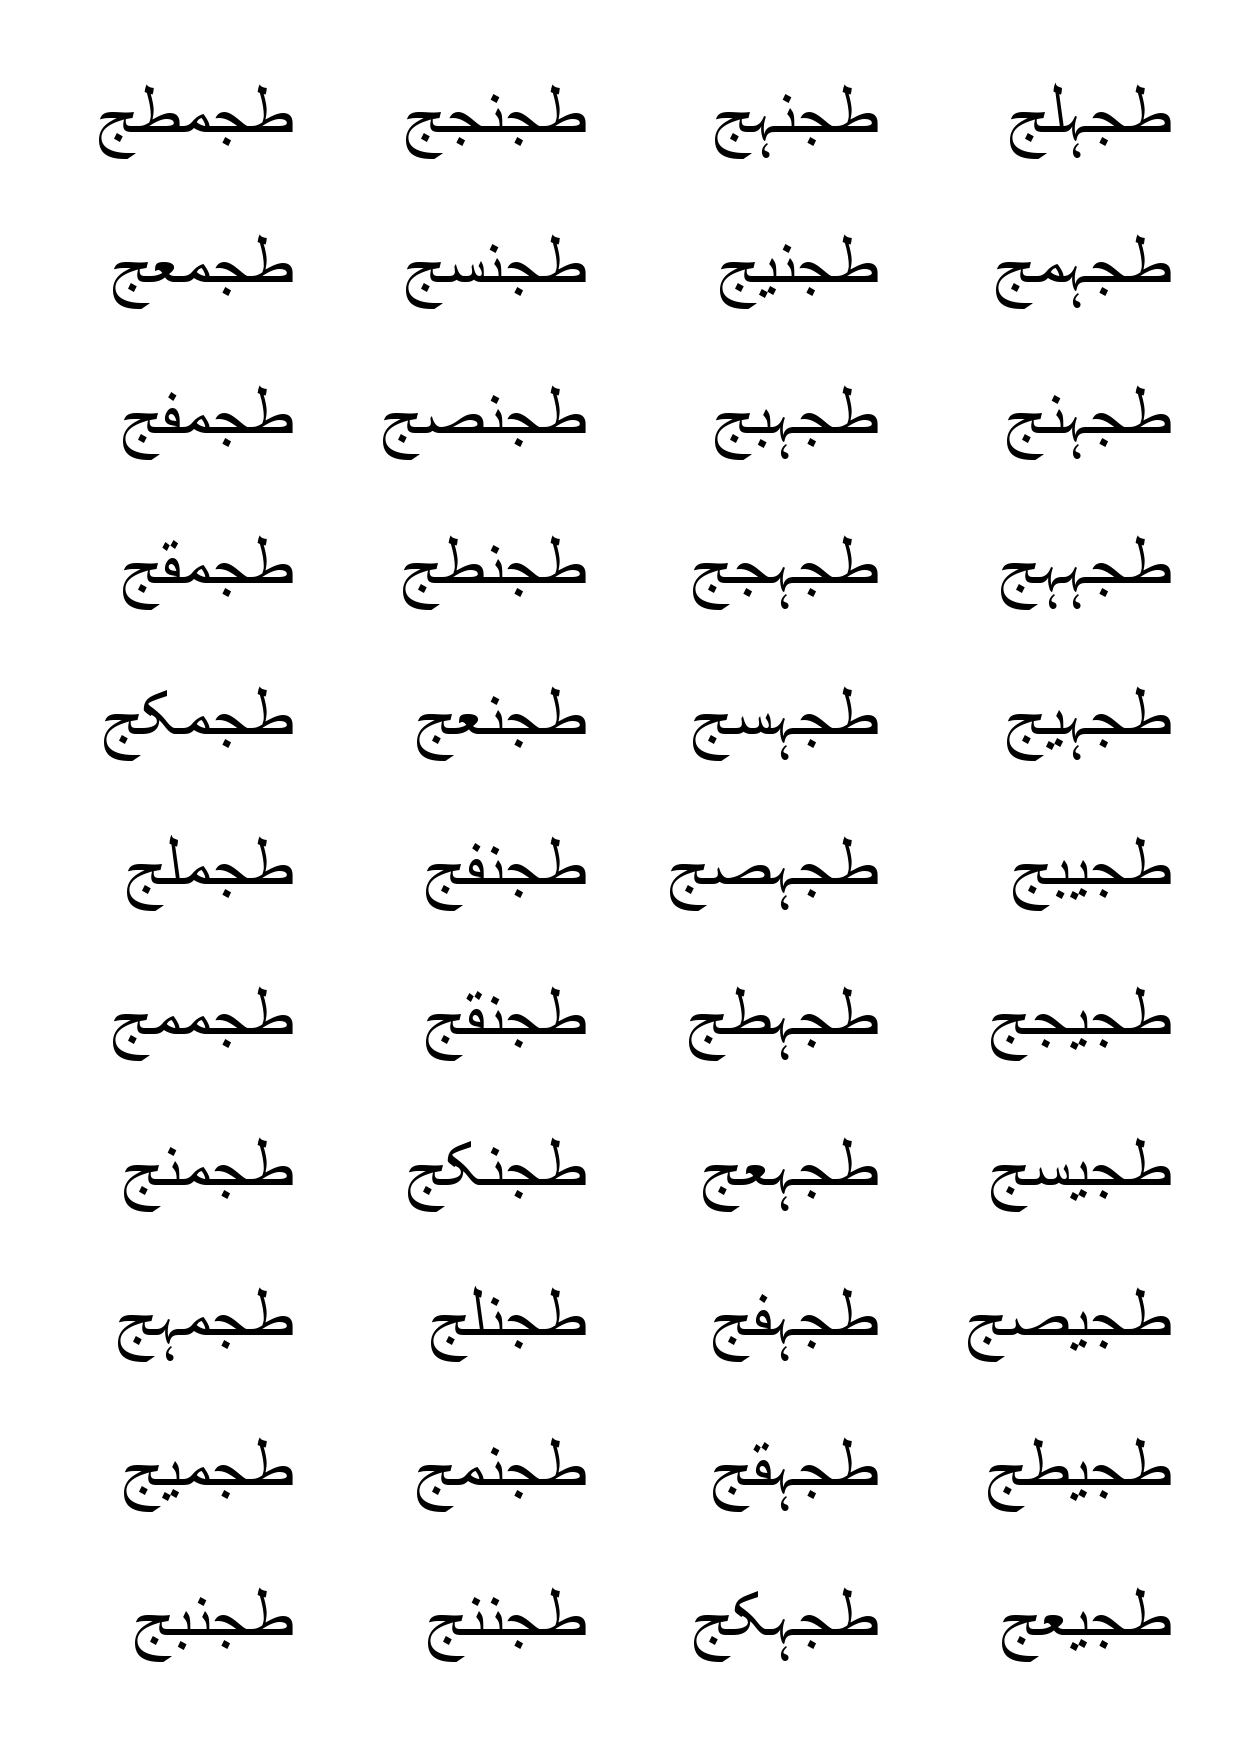 طجہلج طجنہج طجنجج طجمطج
طجہمج طجنیج طجنسج طجمعج
طجہنج طجہبج طجنصج طجمفج
طجہہج طجہجج طجنطج طجمقج
طجہیج طجہسج طجنعج طجمکج
طجیبج طجہصج طجنفج طجملج
طجیجج طجہطج طجنقج طجممج
طجیسج طجہعج طجنکج طجمنج
طجیصج طجہفج طجنلج طجمہج
طجیطج طجہقج طجنمج طجمیج
طجیعج طجہکج طجننج طجنبج